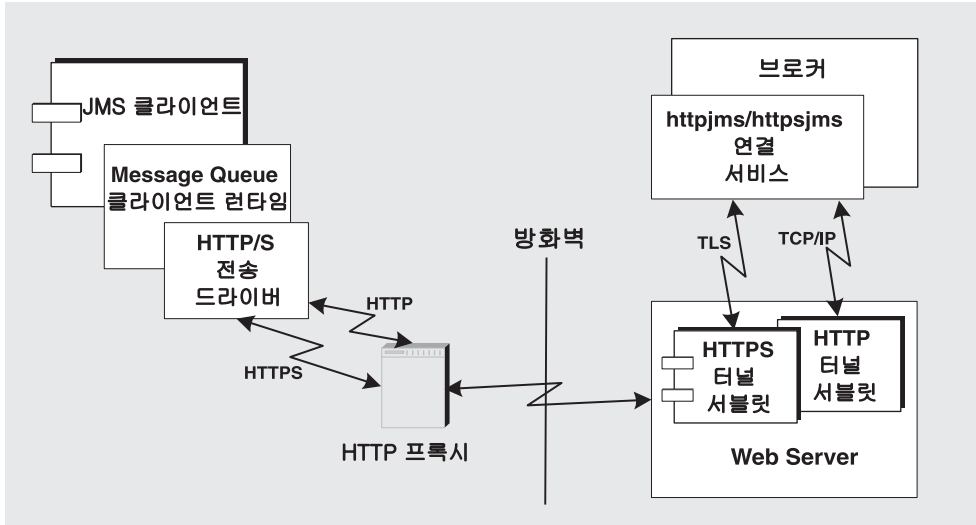 JMS 클라이언트
Message Queue
클라이언트 런타임
HTTP/S
전송
드라이버
HTTP
HTTPS
HTTP 프록시
방화벽
브로커
httpjms/httpsjms
연결
서비스
TLS
TCP/IP
HTTPS
터널
서블릿
HTTP
터널
서블릿
Web Server